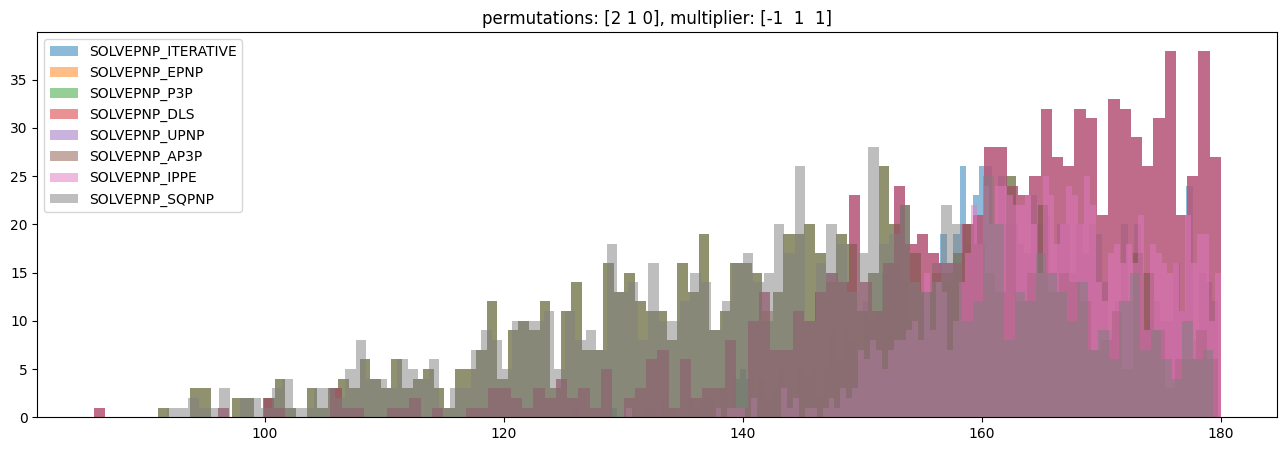 permutations: [2 1 0], multiplier: [-1  1  1]
SOLVEPNP_ITERATIVE
SOLVEPNP_EPNP
SOLVEPNP_P3P
SOLVEPNP_DLS
SOLVEPNP_UPNP
SOLVEPNP_AP3P
SOLVEPNP_IPPE
SOLVEPNP_SQPNP
35
30
25
20
15
10
5
0
100 120 140 160 180